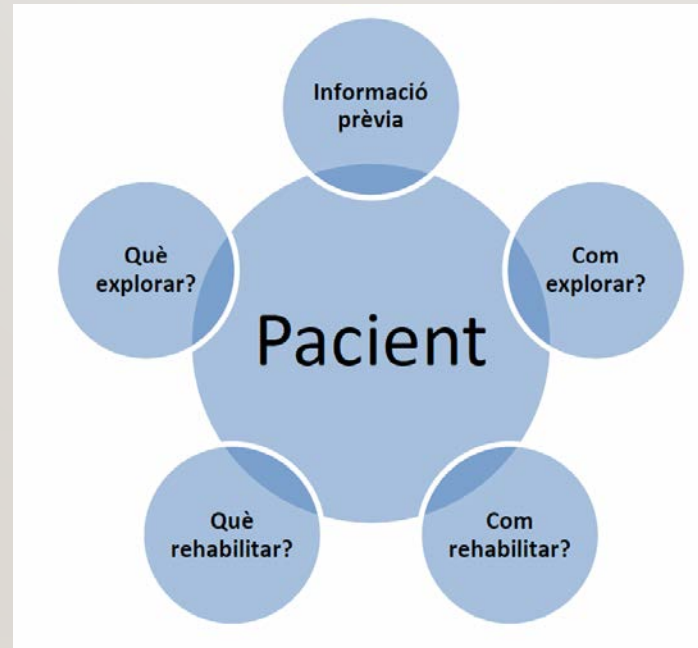 Informació
prèvia
Què
explorar?
Com
explorar?
Pacient
Què
rehabilitar?
Com
rehabilitar?